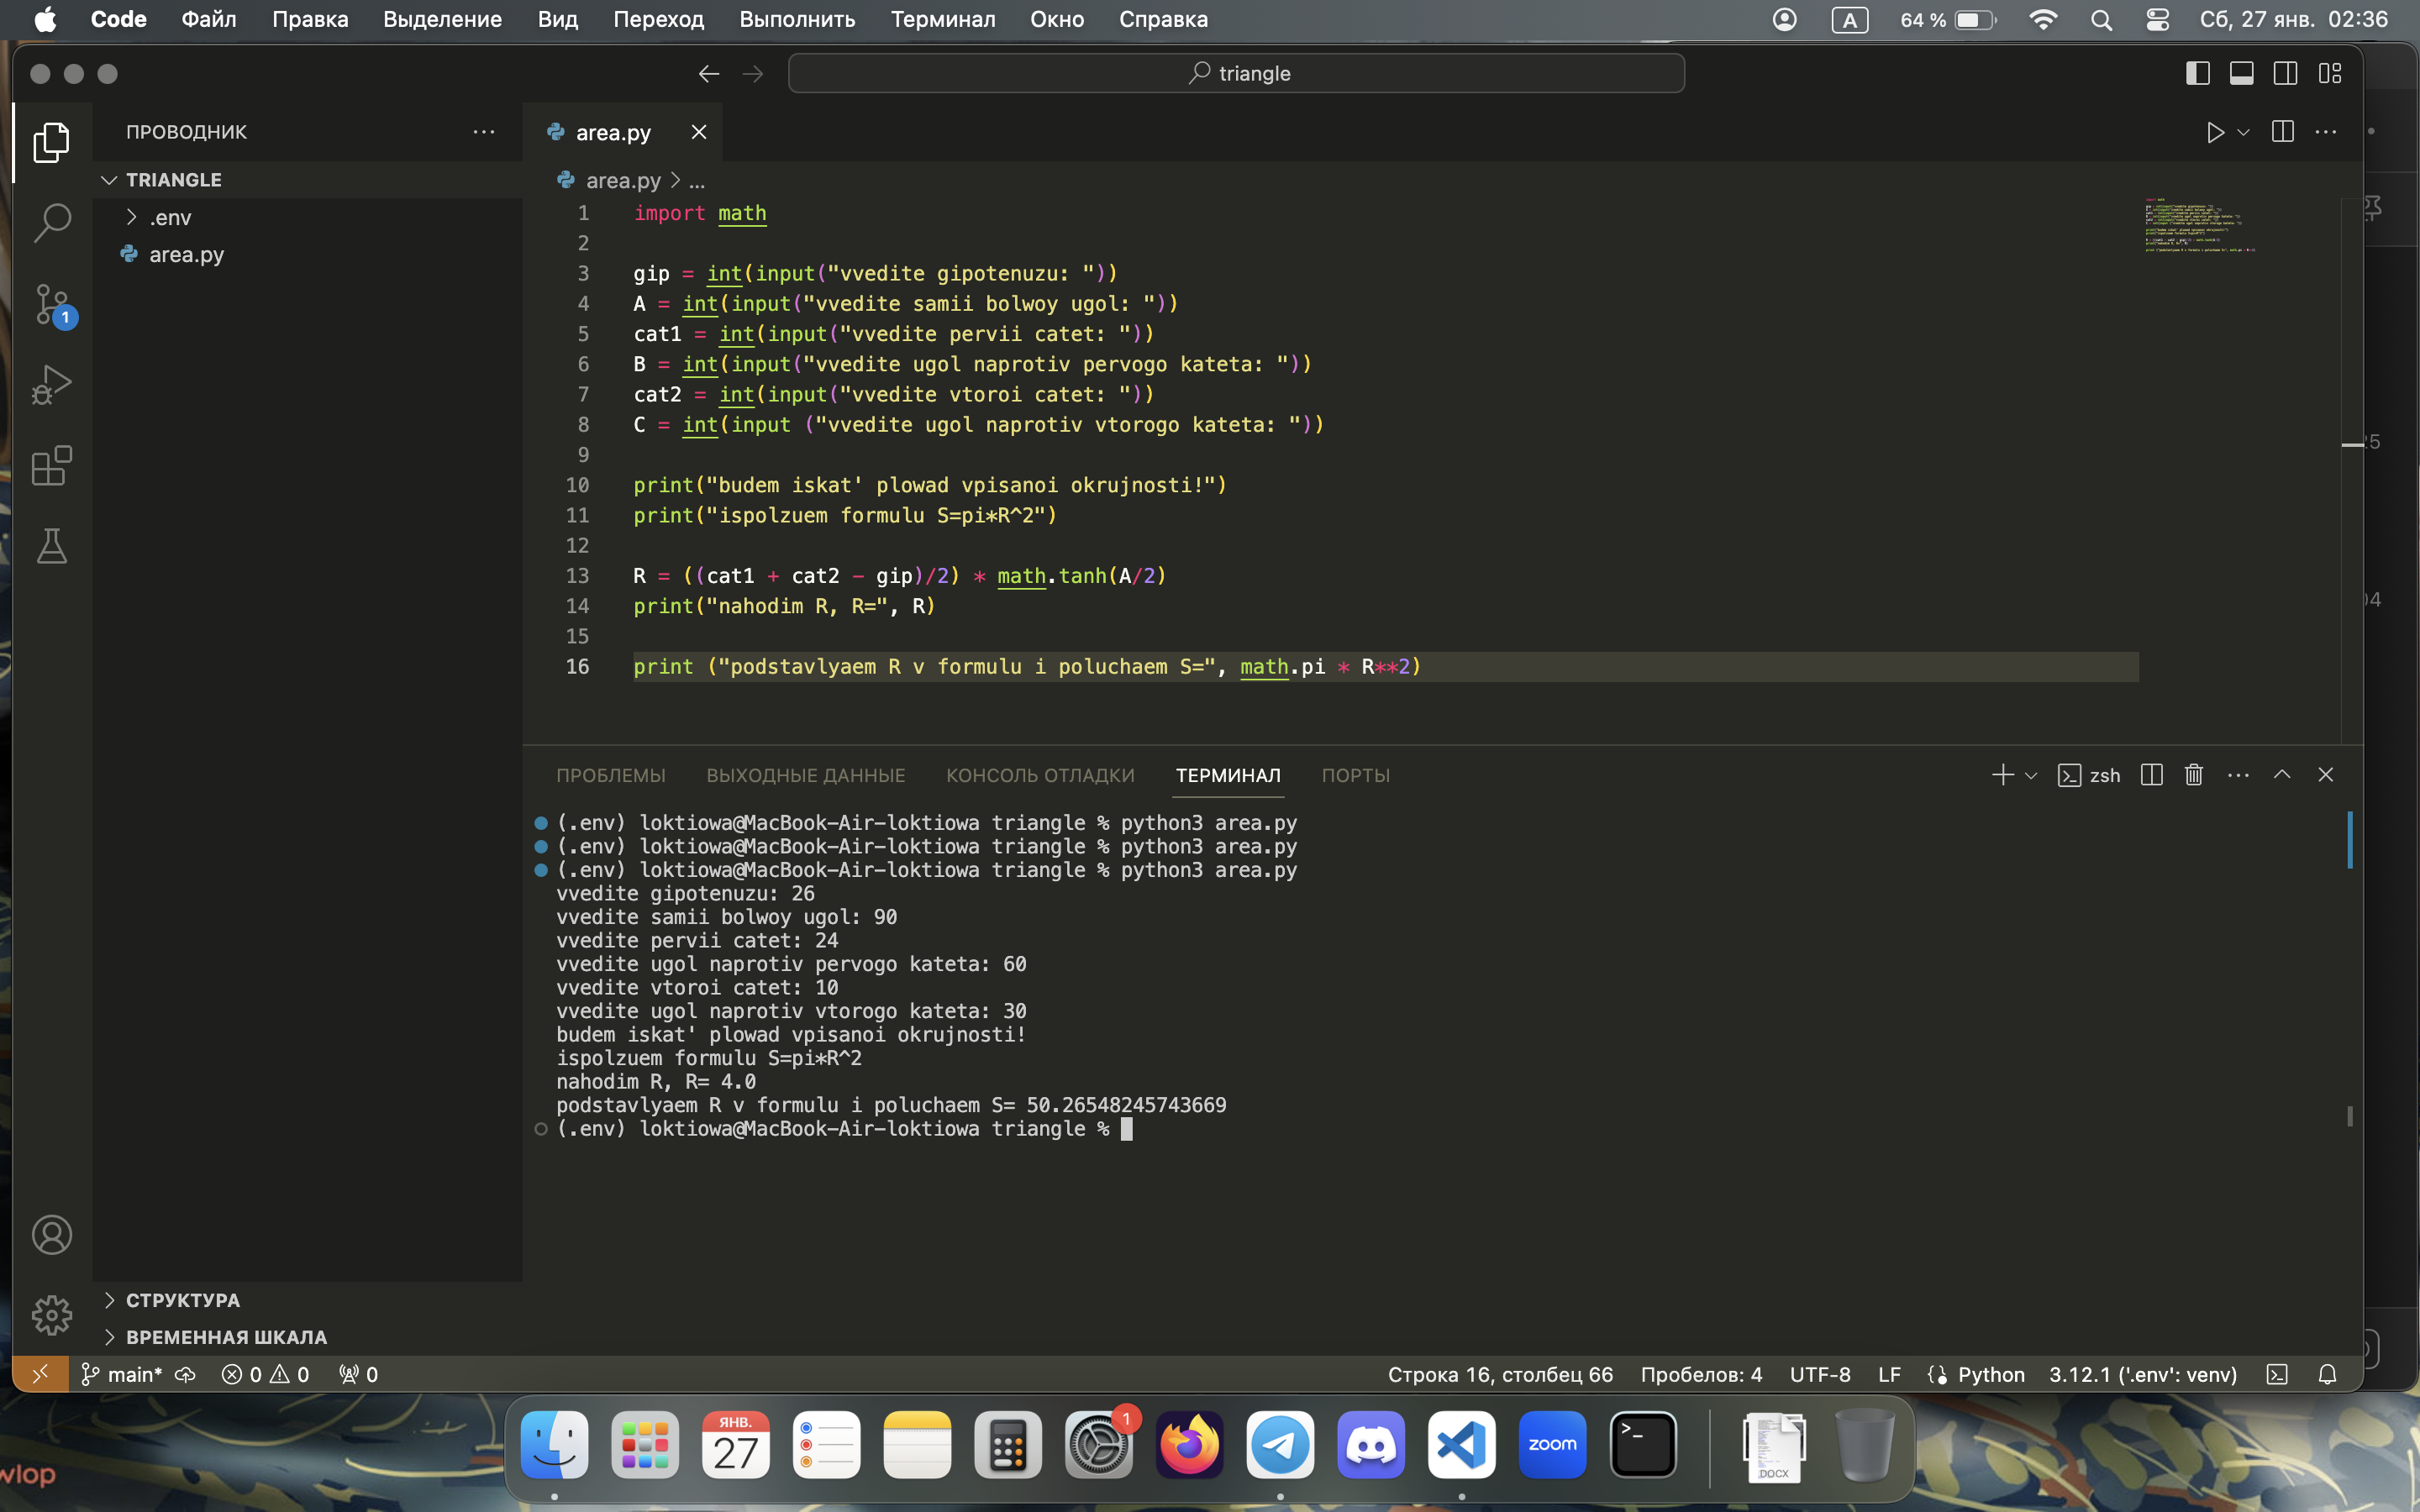 Code Файл Правка Выделение Вид Переход Выполнить Терминал Окно Справка A 64 % Сб, 27 янв. 02:36
triangle
ПРОВОДНИК
area.py
TRIANGLE
area.py > ...
.env
area.py
1
1 import math
2
3 gip = int(input("vvedite gipotenuzu: "))
4 A = int(input("vvedite samii bolwoy ugol: "))
5 cat1 = int(input("vvedite pervii catet: "))
6 B = int(input("vvedite ugol naprotiv pervogo kateta: "))
7 cat2 = int(input("vvedite vtoroi catet: "))
8 C = int(input ("vvedite ugol naprotiv vtorogo kateta: "))
9
10 print("budem iskat' plowad vpisanoi okrujnosti!")
11 print("ispolzuem formulu S=pi*R^2")
12
13 R = ((cat1 + cat2 - gip)/2) * math.tanh(A/2)
14 print("nahodim R, R=", R)
15
16 print ("podstavlyaem R v formulu i poluchaem S=", math.pi * R**2)
ПРОБЛЕМЫ ВЫХОДНЫЕ ДАННЫЕ КОНСОЛЬ ОТЛАДКИ ТЕРМИНАЛ ПОРТЫ zsh
(.env) loktiowa@MacBook-Air-loktiowa triangle % python3 area.py
(.env) loktiowa@MacBook-Air-loktiowa triangle % python3 area.py
(.env) loktiowa@MacBook-Air-loktiowa triangle % python3 area.py
vvedite gipotenuzu: 26
vvedite samii bolwoy ugol: 90
vvedite pervii catet: 24
vvedite ugol naprotiv pervogo kateta: 60
vvedite vtoroi catet: 10
vvedite ugol naprotiv vtorogo kateta: 30
budem iskat' plowad vpisanoi okrujnosti!
ispolzuem formulu S=pi*R^2
nahodim R, R= 4.0
podstavlyaem R v formulu i poluchaem S= 50.26548245743669
(.env) loktiowa@MacBook-Air-loktiowa triangle %
СТРУКТУРА
ВРЕМЕННАЯ ШКАЛА
main* 0 0 0 Строка 16, столбец 66 Пробелов: 4 UTF-8 LF Python 3.12.1 ('.env': venv)
ЯНВ.
27
1
zoom
DOCX
wlop